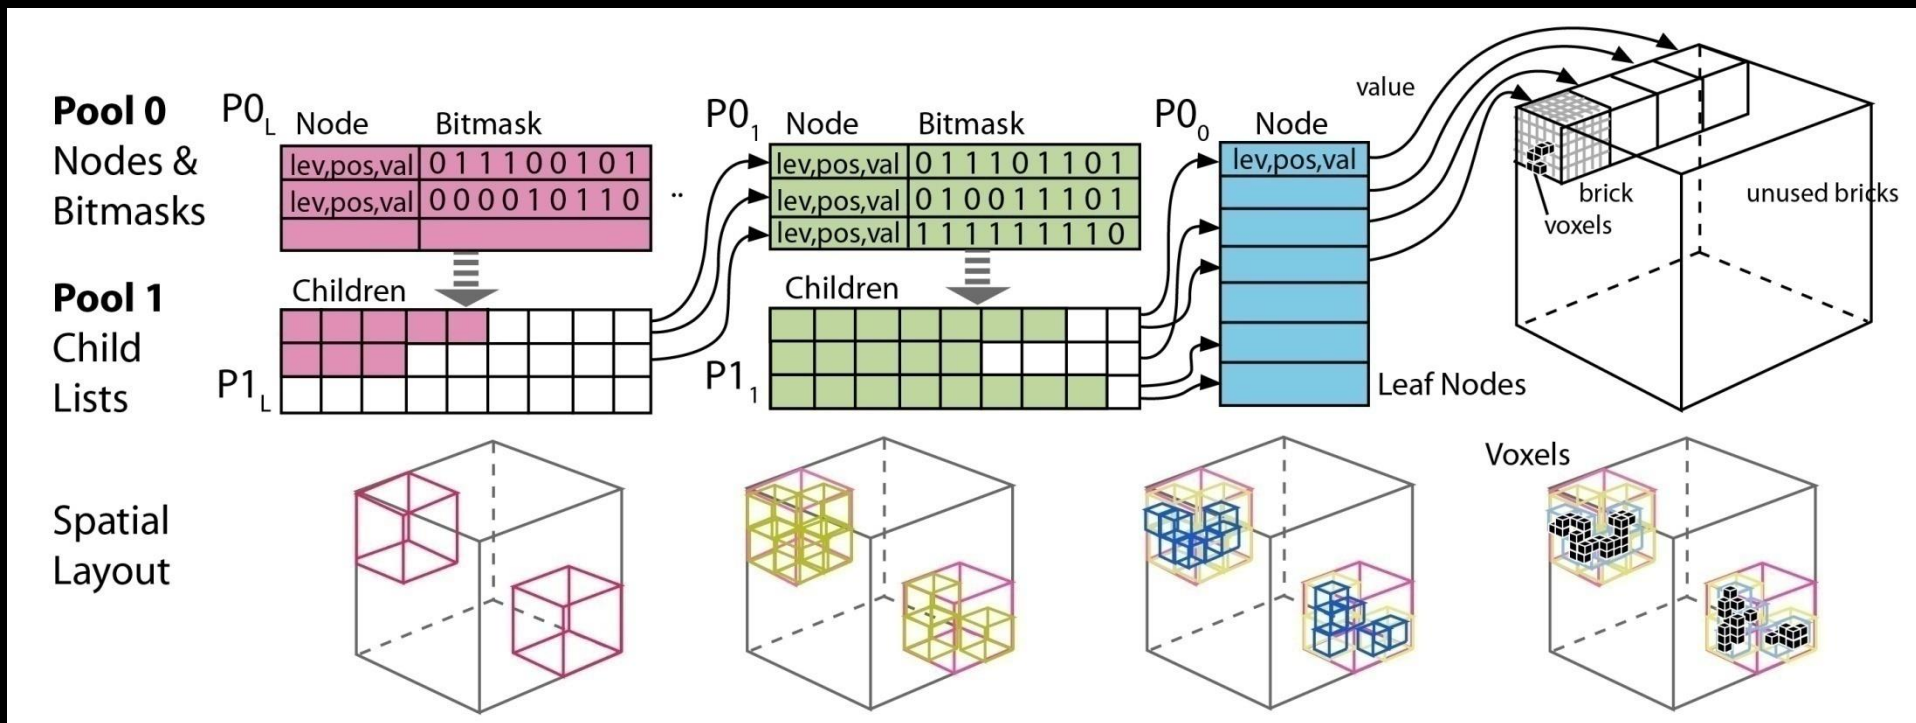 Pool 0
Nodes &
Bitmasks
P0L
Node Bitmask
lev,pos,val 0 1 1 1 0 0 1 0 1
lev,pos,val 0 0 0 0 1 0 1 1 0
..
P01
Node Bitmask
lev,pos,val 0 1 1 1 0 1 1 0 1
lev,pos,val 0 1 0 0 1 1 1 0 1
lev,pos,val 1 1 1 1 1 1 1 1 0
P00
Node
lev,pos,val
value
brick
voxels
unused bricks
Pool 1
Child
Lists
Children
P1L
Children
P11
Leaf Nodes
Spatial
Layout
Voxels